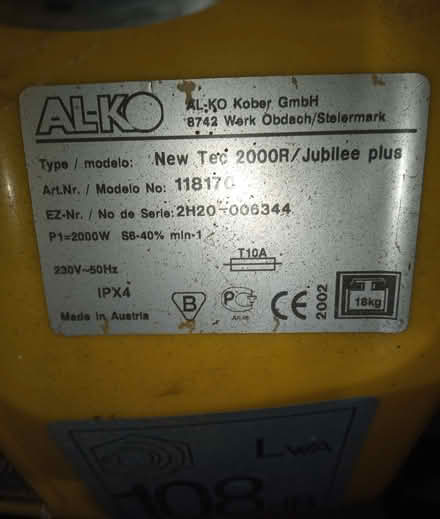 AL-KO
AL-KO Kober GmbH
8742 Werk Obdach/Steiermark
Type / modelo: New Tec 2000R/Jubilee plus
Art.Nr. / Modelo No: 118170
EZ-Nr. / No de Serie: 2H20-006344
P1=2000W S6-40% min-1
T10A
230V~50Hz
IPX4
Made in Austria
B
PC
CE
2002
18kg
LWA
108